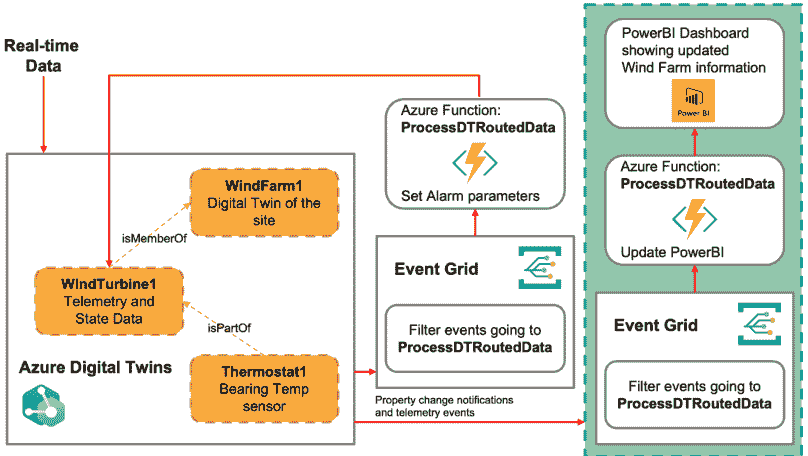 Real-time
Data
WindFarm1
Digital Twin of the
site
isMemberOf
WIndTurbine1
Telemetry and
State Data
isPartOf
Azure Digital Twins
Thermostat1
Bearing Temp
sensor
Azure Function:
ProcessDTRoutedData
Set Alarm parameters
Event Grid
Filter events going to
ProcessDTRoutedData
Property change notifications
and telemetry events
PowerBI Dashboard
showing updated
Wind Farm information
Power BI
Azure Function:
ProcessDTRoutedData
Update PowerBI
Event Grid
Filter events going to
ProcessDTRoutedData